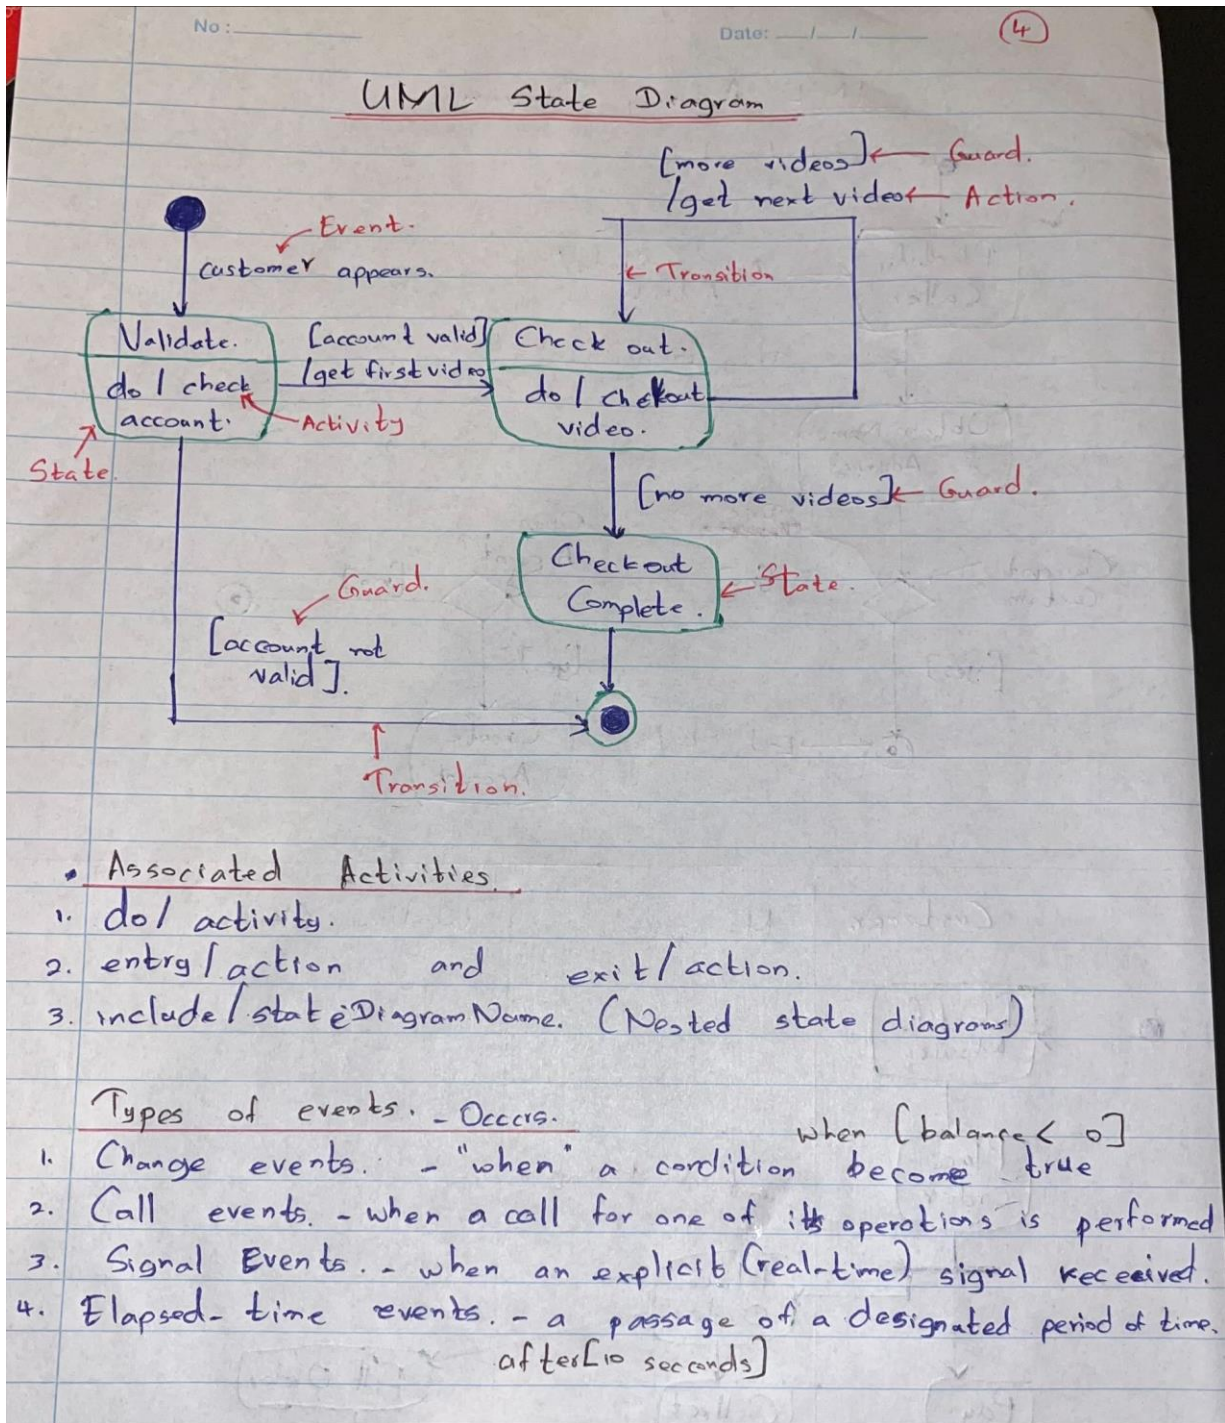 No :
Date: / /
4
UML State Diagram
[more videos] Guard.
/get next video Action.
Event.
customer appears.
Transition
Validate.
[account valid]
Check out.
do / check
account.
/get first video
do / checkout
video.
Activity
State
[no more videos] Guard.
Checkout
Complete.
State.
Guard.
[account not
valid].
Transition.
• Associated Activities.
1. do/ activity.
2. entry/action and exit/action.
3. include/stateDiagramName. (Nested state diagrams)
Types of events. - Occcrs.
when [balance < 0]
1. Change events. - "when" a condition become true
2. Call events. - when a call for one of its operations is performed
3. Signal Events. - when an explicit (real-time) signal receeived.
4. Elapsed-time events. - a passage of a designated period of time.
after[10 secconds]